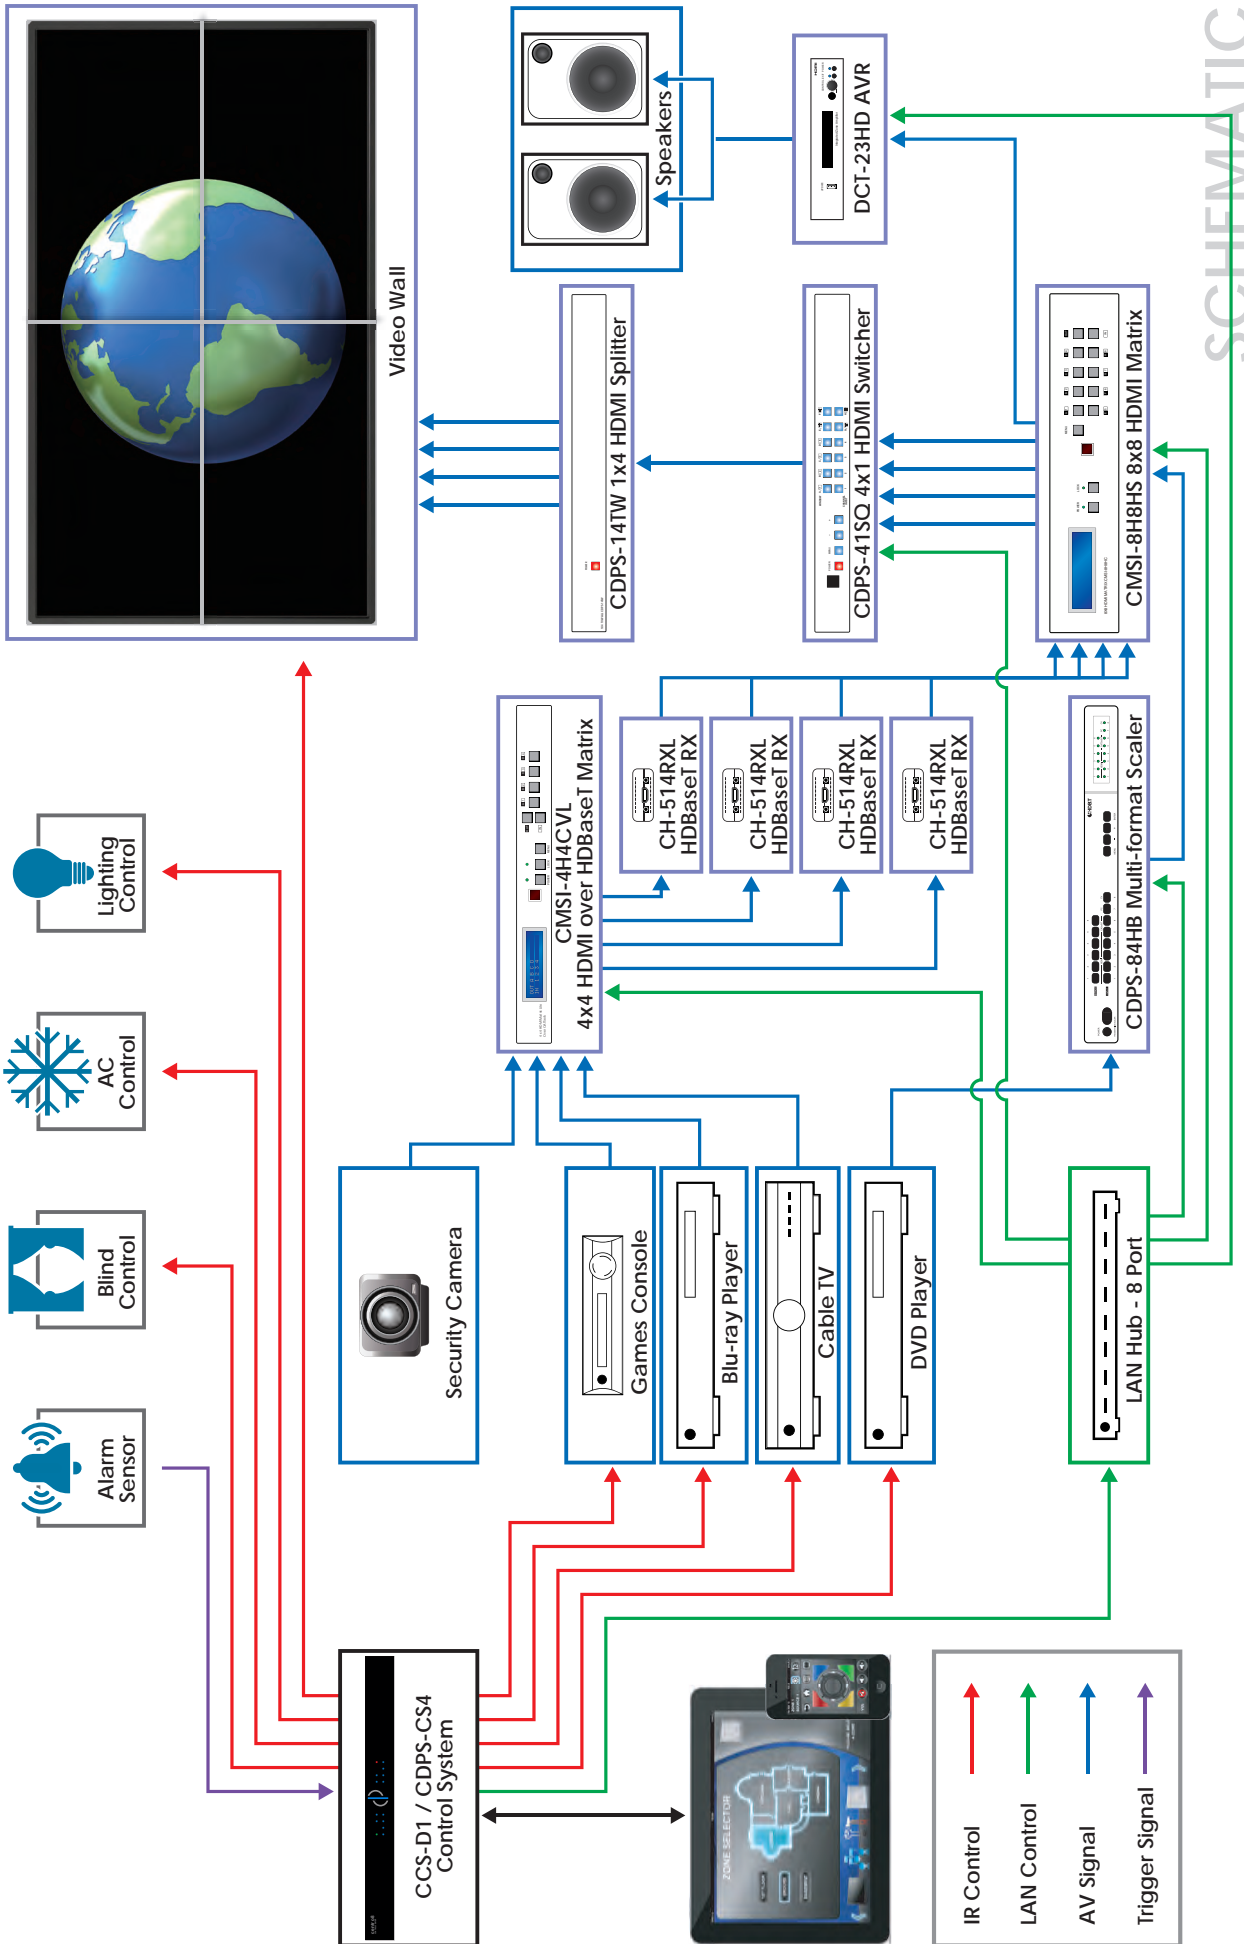 SCHEMATIC
Alarm
Sensor
Blind
Control
AC
Control
Lighting
Control
Video Wall
Speakers
DCT-23HD AVR
Security Camera
Games Console
Blu-ray Player
Cable TV
DVD Player
CMSI-4H4CVL
4x4 HDMI over HDBaseT Matrix
CH-514RXL
HDBaseT RX
CH-514RXL
HDBaseT RX
CH-514RXL
HDBaseT RX
CH-514RXL
HDBaseT RX
CDPS-14TW 1x4 HDMI Splitter
CDPS-41SQ 4x1 HDMI Switcher
CMSI-8H8HS 8x8 HDMI Matrix
CDPS-84HB Multi-format Scaler
LAN Hub - 8 Port
CCS-D1 / CDPS-CS4
Control System
ZONE SELECTOR
IR Control
LAN Control
AV Signal
Trigger Signal